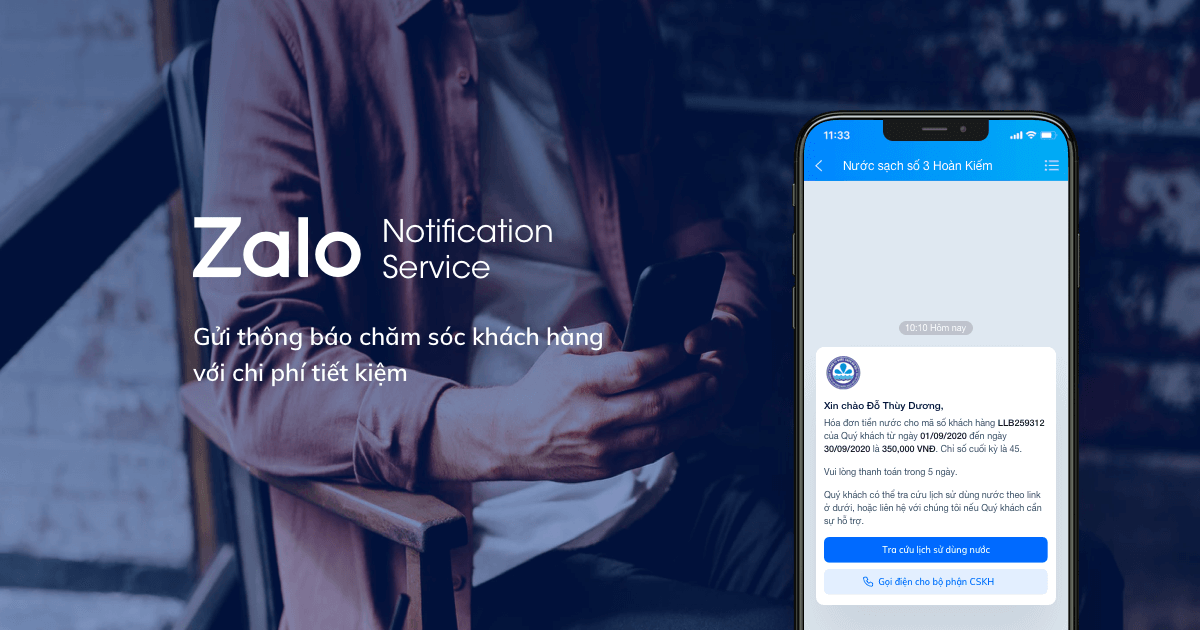 Zalo Notification
Service
Gửi thông báo chăm sóc khách hàng
với chi phí tiết kiệm
11:33
Nước sạch số 3 Hoàn Kiếm
10:10 Hôm nay
Xin chào Đỗ Thùy Dương,
Hóa đơn tiền nước cho mã số khách hàng LLB259312
của Quý khách từ ngày 01/09/2020 đến ngày
30/09/2020 là 350,000 VNĐ. Chỉ số cuối kỳ là 45.
Vui lòng thanh toán trong 5 ngày.
Quý khách có thể tra cứu lịch sử dùng nước theo link
ở dưới, hoặc liên hệ với chúng tôi nếu Quý khách cần
sự hỗ trợ.
Tra cứu lịch sử dùng nước
Gọi điện cho bộ phận CSKH